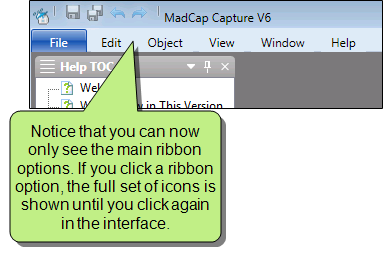 MadCap Capture V6
File Edit Object View Window Help
Help TOC
Wel
W y in This Version
Notice that you can now
only see the main ribbon
options. If you click a ribbon
option, the full set of icons is
shown until you click again
in the interface.